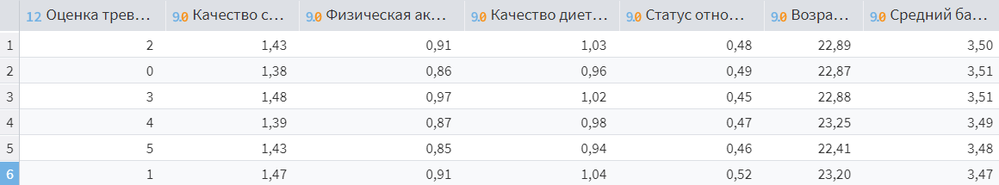 12 Оценка трев... 9.0 Качество с... 9.0 Физическая ак... 9.0 Качество диет... 9.0 Статус отно... 9.0 Возра... 9.0 Средний ба...
1 2 1,43 0,91 1,03 0,48 22,89 3,50
2 0 1,38 0,86 0,96 0,49 22,87 3,51
3 3 1,48 0,97 1,02 0,45 22,88 3,51
4 4 1,39 0,87 0,98 0,47 23,25 3,49
5 5 1,43 0,85 0,94 0,46 22,41 3,48
6 1 1,47 0,91 1,04 0,52 23,20 3,47